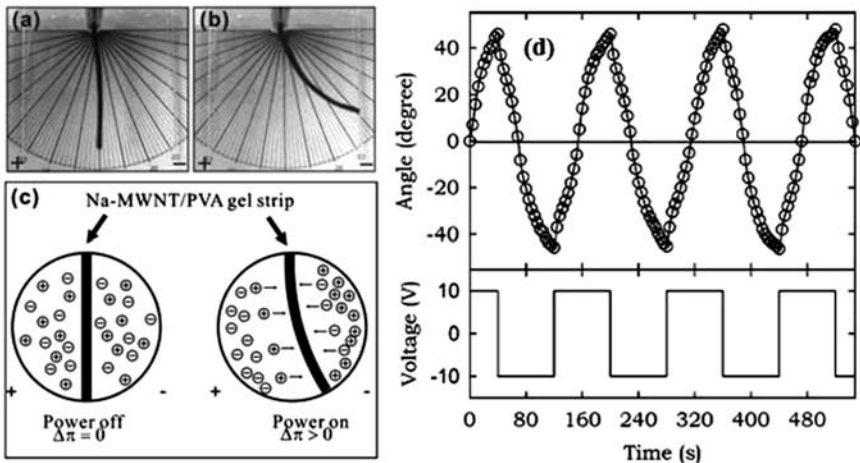 (a)
(b)
+
−
+
−
(c)
Na-MWNT/PVA gel strip
+
-
+
-
Power off
Δπ = 0
Power on
Δπ > 0
(d)
Angle (degree)
40
20
0
-20
-40
Voltage (V)
10
0
-10
0
80
160
240
320
400
480
Time (s)